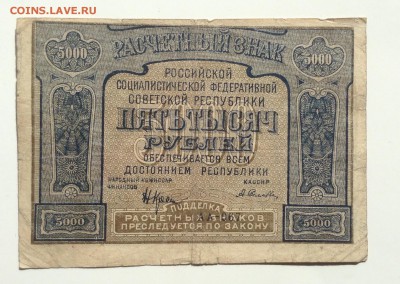 COINS.LAVE.RU
5000 РАСЧЕТНЫЙ ЗНАК 5000
РОССИЙСКОЙ
СОЦИАЛИСТИЧЕСКОЙ ФЕДЕРАТИВНОЙ
СОВЕТСКОЙ РЕСПУБЛИКИ
ПЯТЬ ТЫСЯЧ
РУБЛЕЙ
ОБЕСПЕЧИВАЕТСЯ ВСЕМ
ДОСТОЯНИЕМ РЕСПУБЛИКИ
НАРОДНЫЙ КОМИССАР КАССИР
ФИНАНСОВ
5000 ПОДДЕЛКА 5000
РАСЧЕТНЫХ ЗНАКОВ
ПРЕСЛЕДУЕТСЯ ПО ЗАКОНУ